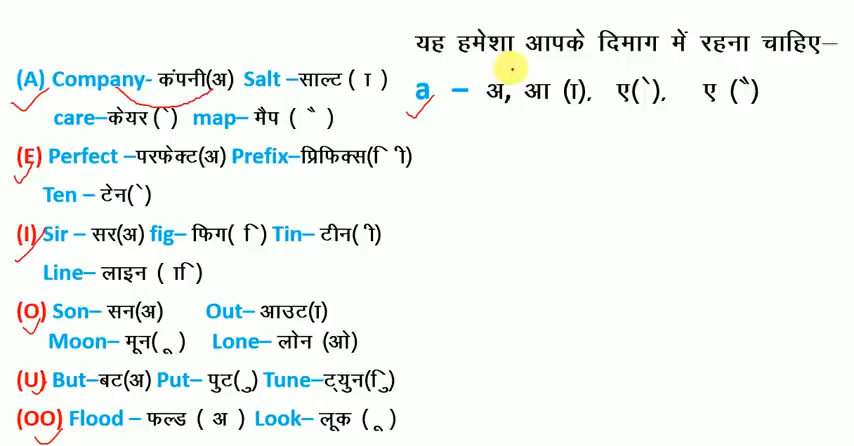 यह हमेशा आपके दिमाग में रहना चाहिए–
a – अ, आ (ा), ए(े), ए (ै)
(A) Company- कंपनी(अ) Salt –साल्ट ( ा )
care–केयर (े) map– मैप ( ै )
(E) Perfect –परफेक्ट(अ) Prefix–प्रिफिक्स(ि ी)
Ten – टेन(े)
(I) Sir – सर(अ) fig– फिग( ि) Tin– टीन( ी)
Line– लाइन ( ाि)
(O) Son– सन(अ) Out– आउट(ा)
Moon– मून( ू ) Lone– लोन (ओ)
(U) But–बट(अ) Put– पुट(ु) Tune–ट्युन(िु)
(OO) Flood – फल्ड ( अ ) Look– लूक ( ू )